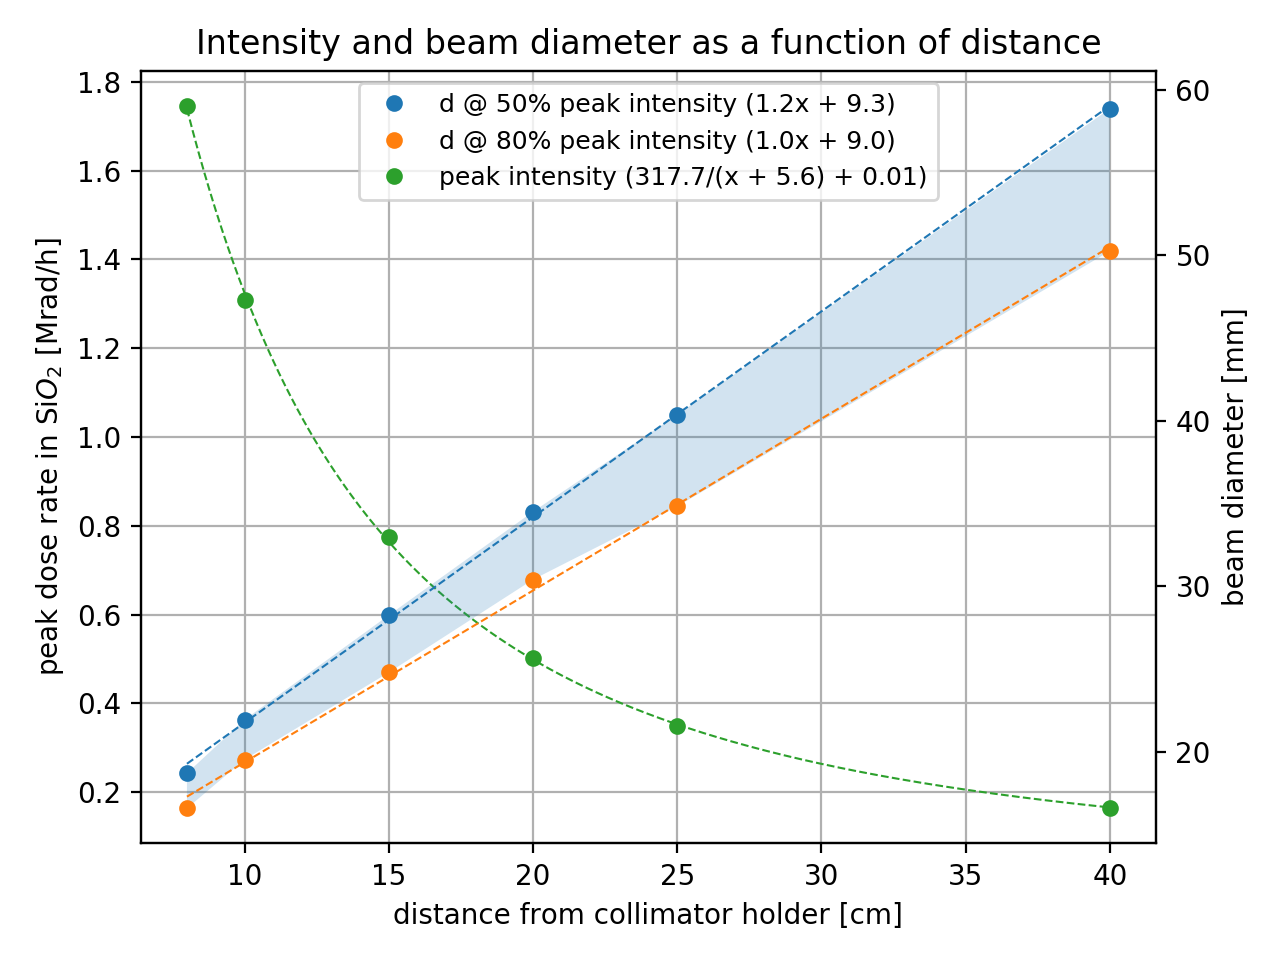 Intensity and beam diameter as a function of distance
d @ 50% peak intensity (1.2x + 9.3)
d @ 80% peak intensity (1.0x + 9.0)
peak intensity (317.7/(x + 5.6) + 0.01)
peak dose rate in SiO₂ [Mrad/h]
1.8
1.6
1.4
1.2
1.0
0.8
0.6
0.4
0.2
60
50
40
30
20
beam diameter [mm]
10 15 20 25 30 35 40
distance from collimator holder [cm]